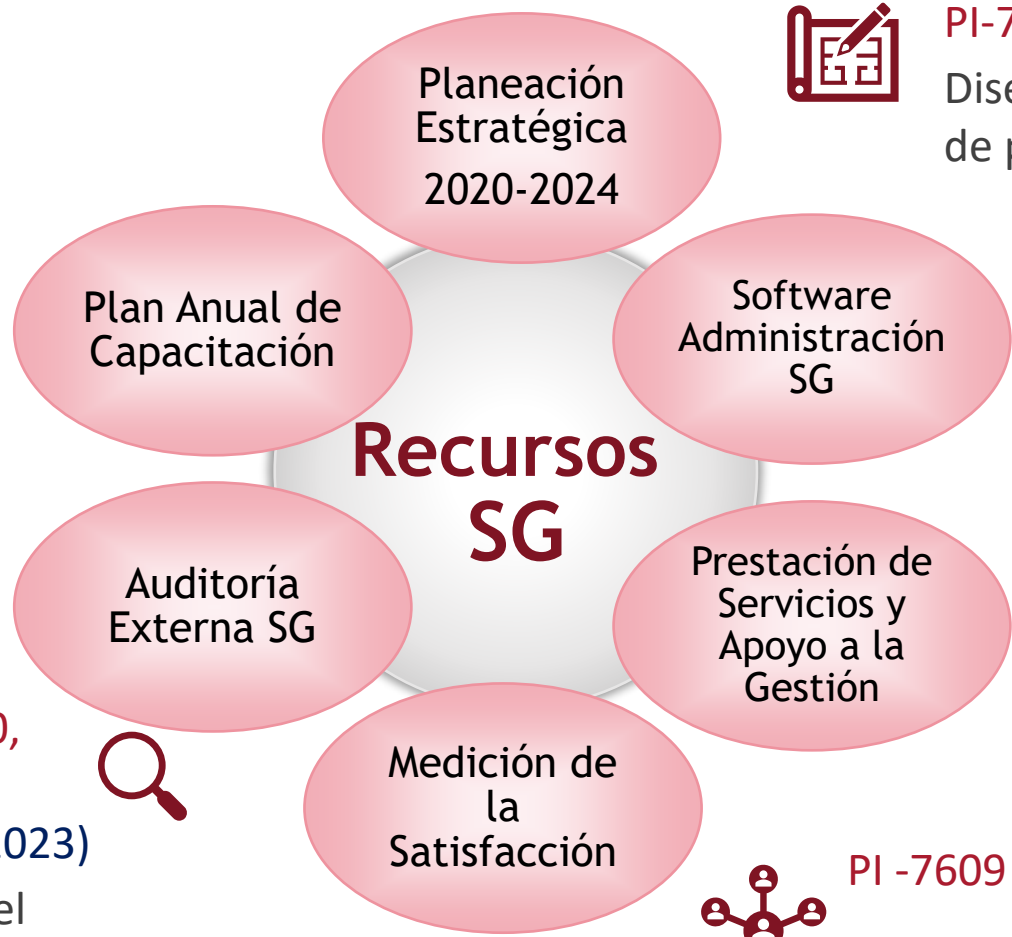 Planeación
Estratégica
2020-2024
PI-7
de p
Plan Anual de
Capacitación
Software
Administración
SG
Recursos
SG
Auditoría
Externa SG
Prestación de
Servicios y
Apoyo a la
Gestión
0,
Medición de
la
Satisfacción
023)
el
PI -7609